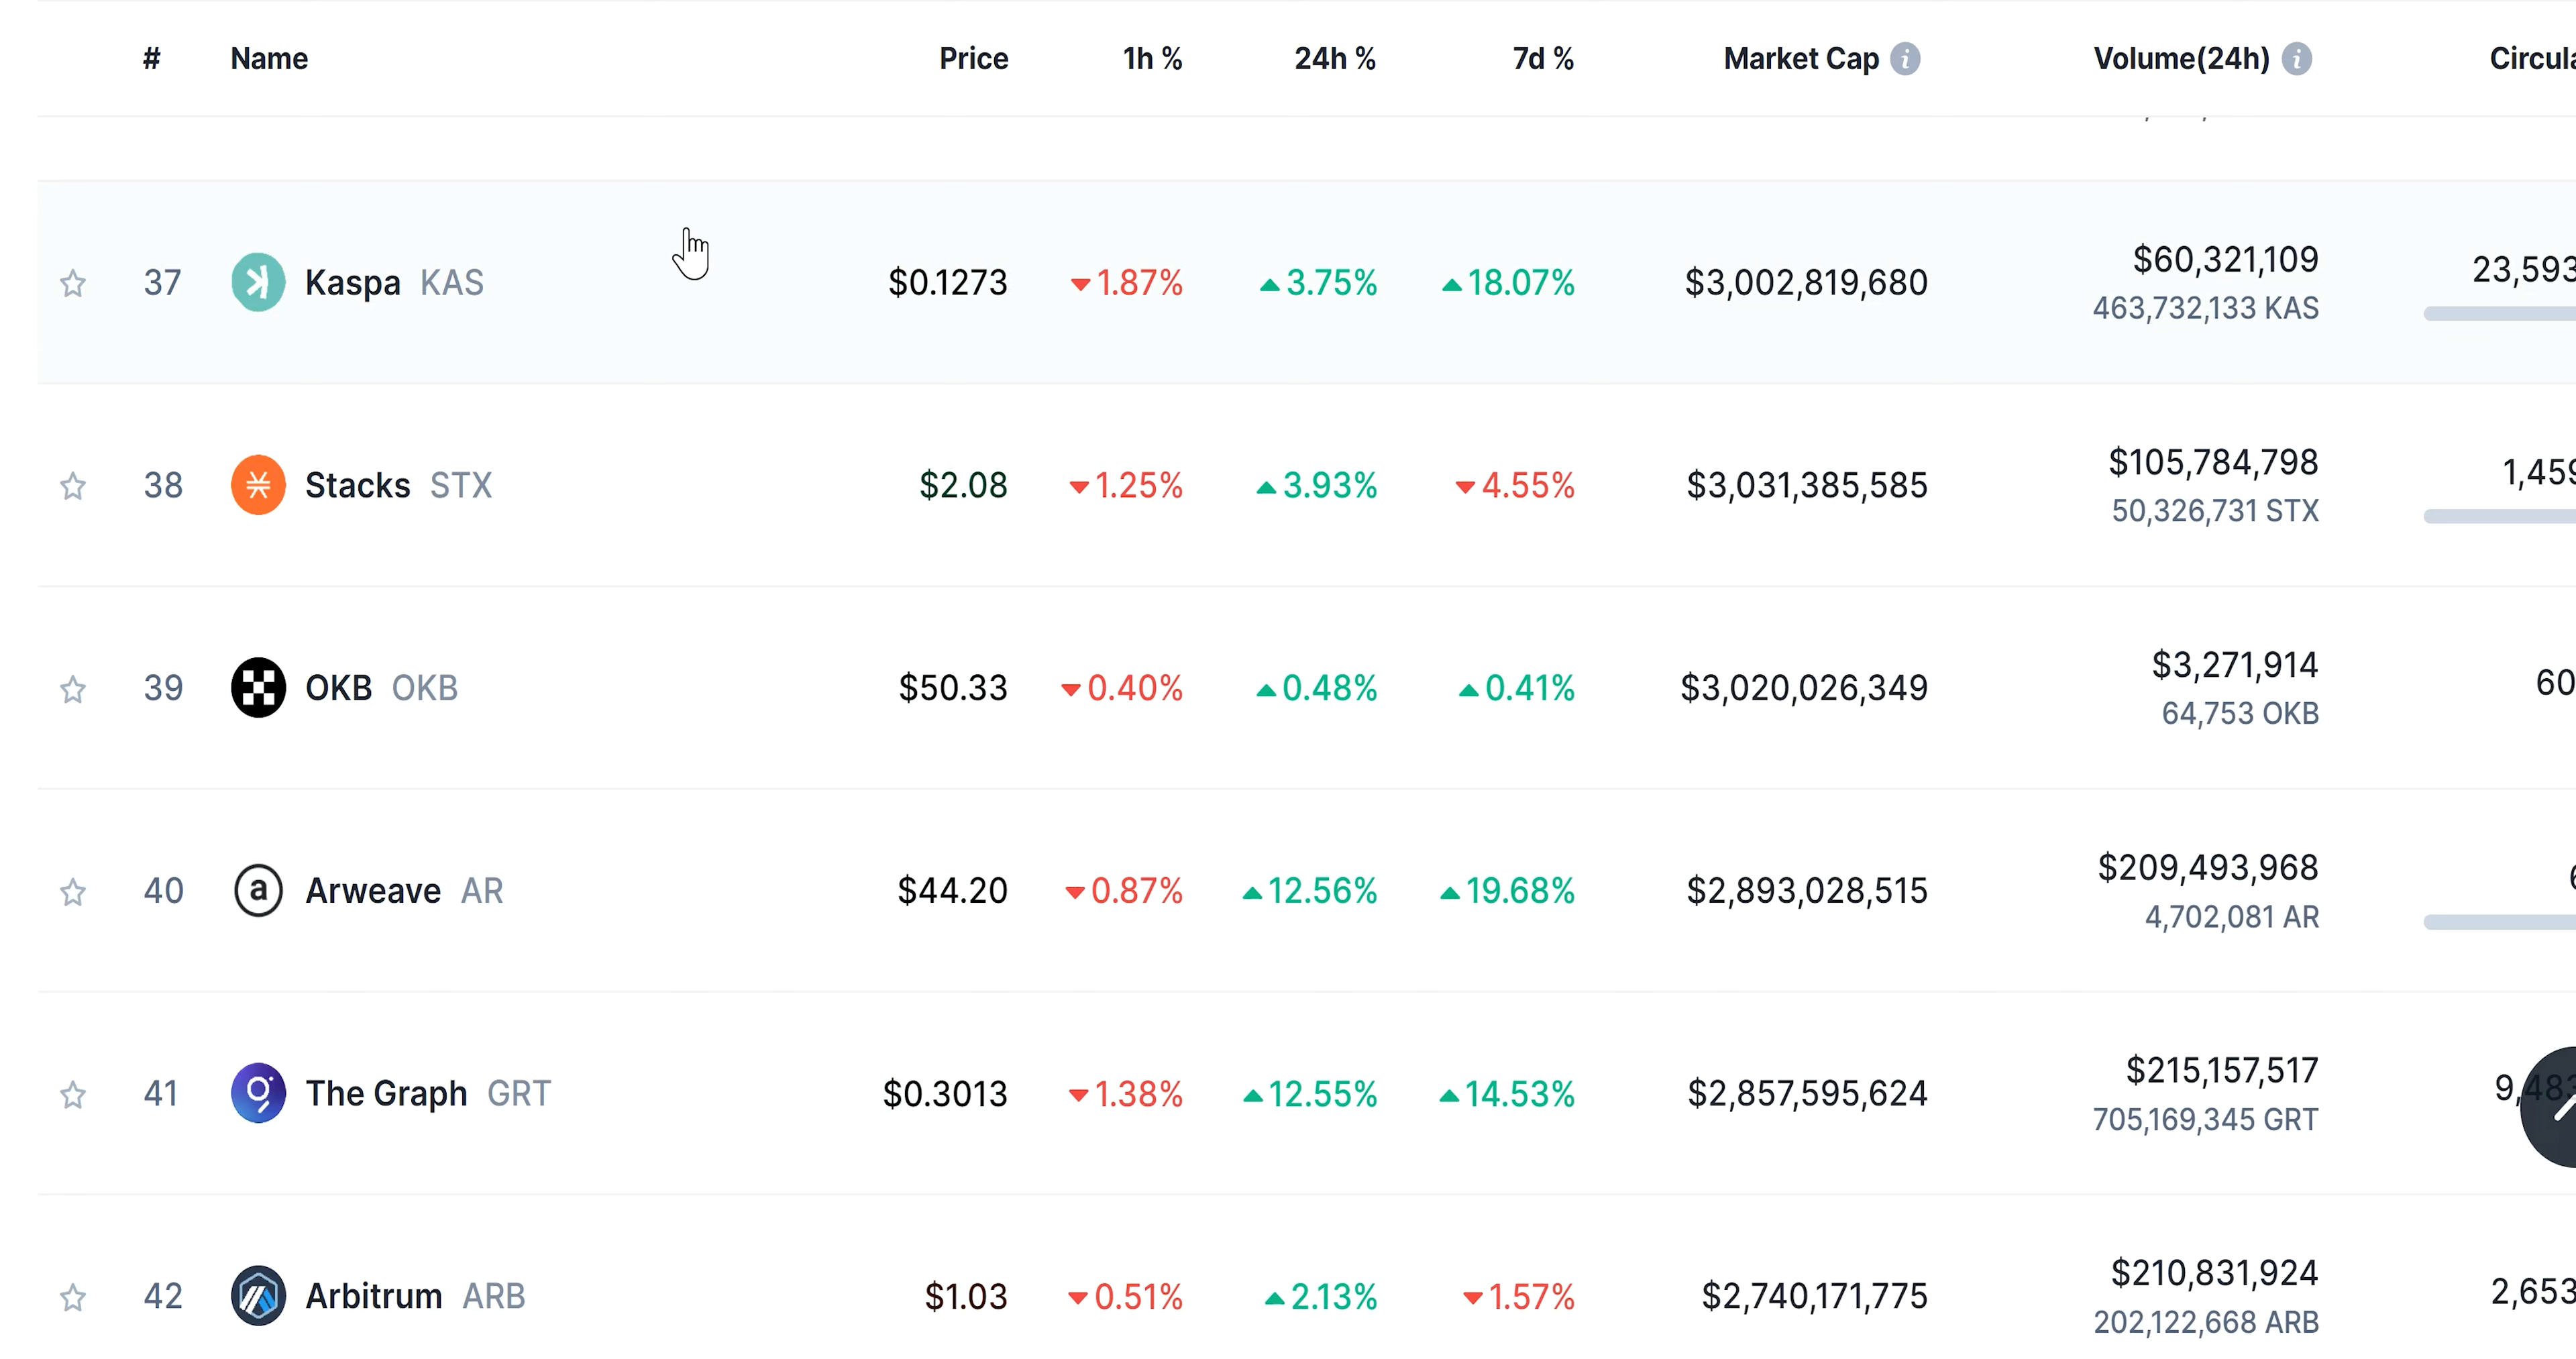 # Name Price 1h % 24h % 7d % Market Cap Volume(24h)
37 Kaspa KAS $0.1273 1.87% 3.75% 18.07% $3,002,819,680 $60,321,109
463,732,133 KAS
38 Stacks STX $2.08 1.25% 3.93% 4.55% $3,031,385,585 $105,784,798
50,326,731 STX
39 OKB OKB $50.33 0.40% 0.48% 0.41% $3,020,026,349 $3,271,914
64,753 OKB
40 Arweave AR $44.20 0.87% 12.56% 19.68% $2,893,028,515 $209,493,968
4,702,081 AR
41 The Graph GRT $0.3013 1.38% 12.55% 14.53% $2,857,595,624 $215,157,517
705,169,345 GRT
42 Arbitrum ARB $1.03 0.51% 2.13% 1.57% $2,740,171,775 $210,831,924
202,122,668 ARB